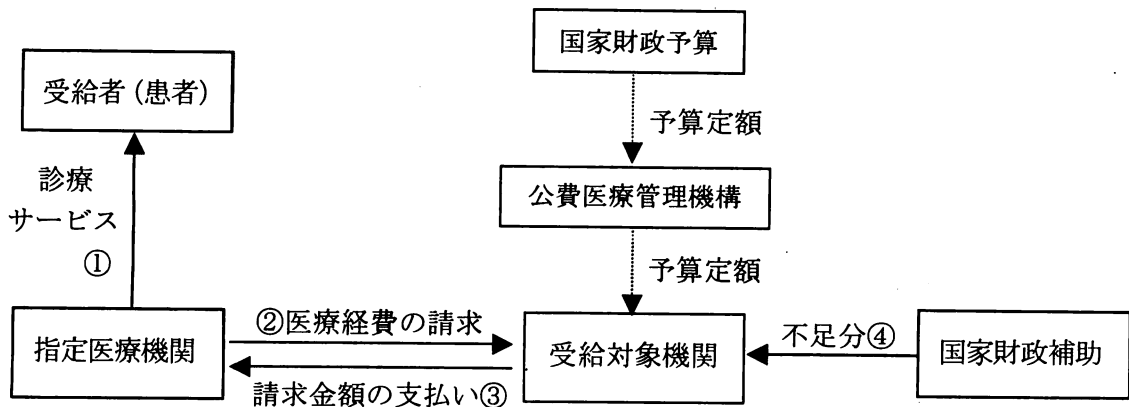 国家財政予算
受給者(患者)
予算定額
診療
サービス
①
公費医療管理機構
予算定額
②医療経費の請求
指定医療機関
受給対象機関
不足分④
国家財政補助
請求金額の支払い③